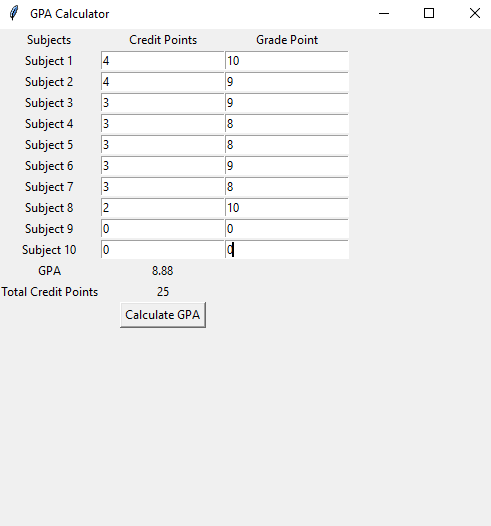 GPA Calculator
Subjects Credit Points Grade Point
Subject 1 4 10
Subject 2 4 9
Subject 3 3 9
Subject 4 3 8
Subject 5 3 8
Subject 6 3 9
Subject 7 3 8
Subject 8 2 10
Subject 9 0 0
Subject 10 0 0
GPA 8.88
Total Credit Points 25
Calculate GPA